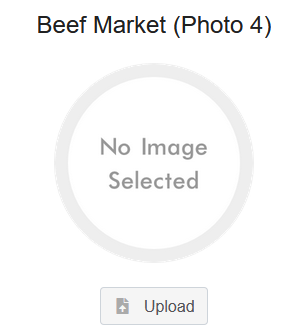 Beef Market (Photo 4)
No Image
Selected
Upload